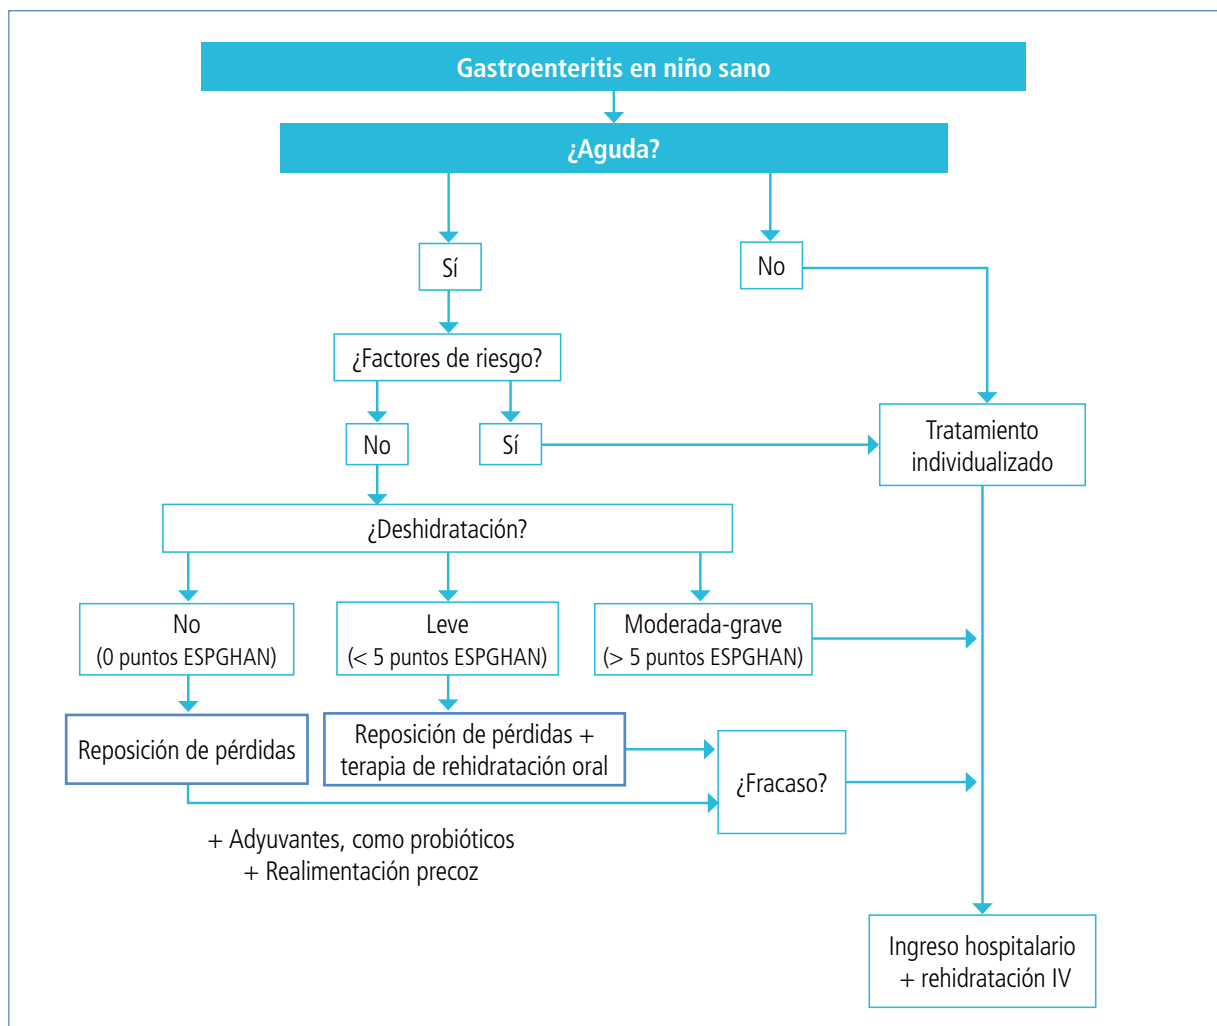 Gastroenteritis en niño sano
¿Aguda?
Sí
No
¿Factores de riesgo?
No
Sí
Tratamiento
individualizado
¿Deshidratación?
No
(0 puntos ESPGHAN)
Leve
(< 5 puntos ESPGHAN)
Moderada-grave
(> 5 puntos ESPGHAN)
Reposición de pérdidas
Reposición de pérdidas +
terapia de rehidratación oral
¿Fracaso?
+ Adyuvantes, como probióticos
+ Realimentación precoz
Ingreso hospitalario
+ rehidratación IV